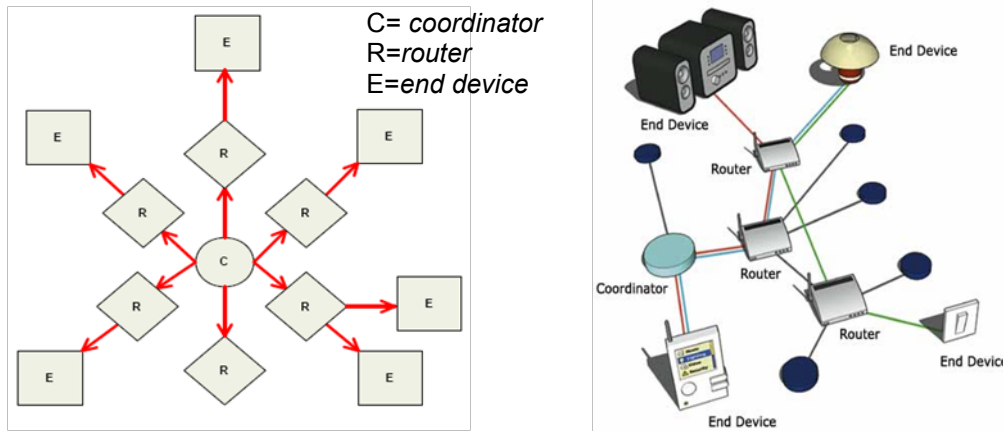 C= coordinator
R=router
E=end device
E
E
E
R
R
R
C
R
R
E
E
R
E
End Device
End Device
Router
Router
Coordinator
Router
End Device
End Device